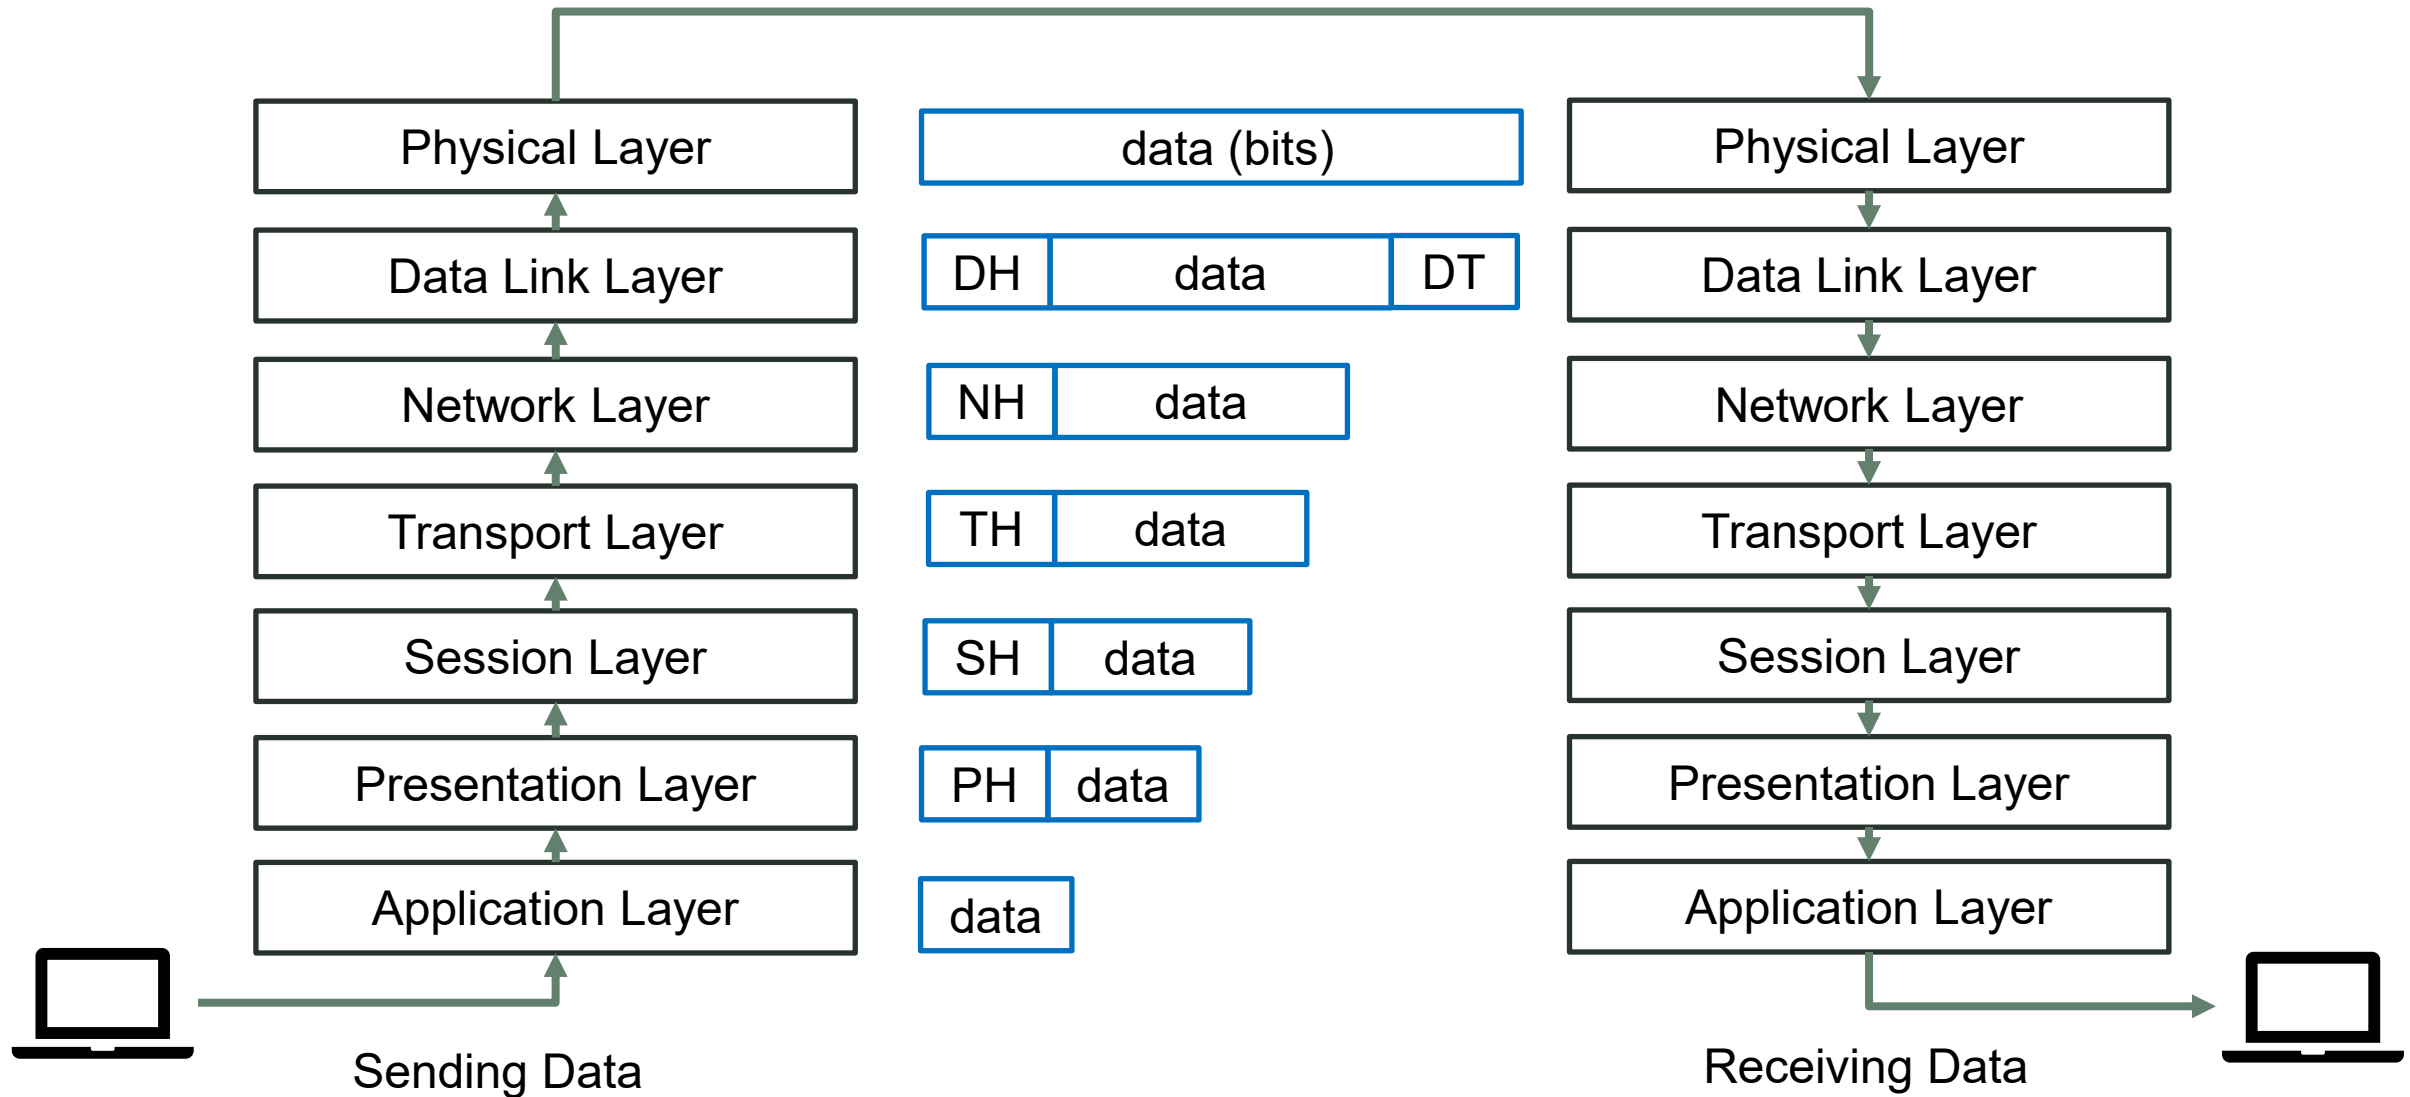 Physical Layer
data (bits)
Physical Layer
Data Link Layer
DH data DT
Data Link Layer
Network Layer
NH data
Network Layer
Transport Layer
TH data
Transport Layer
Session Layer
SH data
Session Layer
Presentation Layer
PH data
Presentation Layer
Application Layer
data
Application Layer
Sending Data
Receiving Data